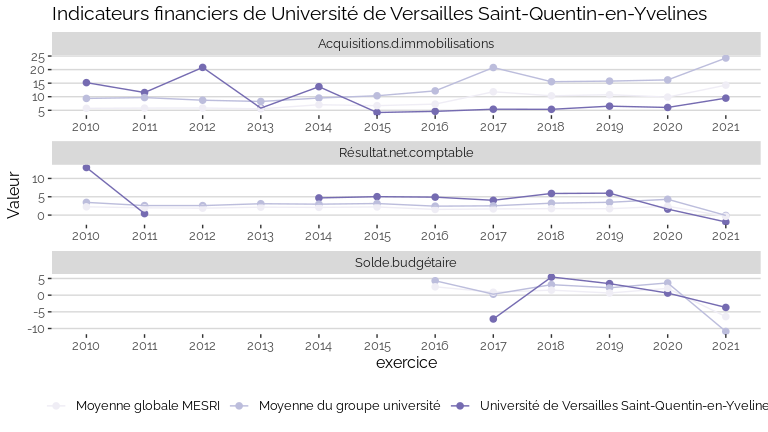 Indicateurs financiers de Université de Versailles Saint-Quentin-en-Yvelines
Acquisitions.d.immobilisations
25
20
15
10
5
2010 2011 2012 2013 2014 2015 2016 2017 2018 2019 2020 2021
Résultat.net.comptable
10
5
0
2010 2011 2012 2013 2014 2015 2016 2017 2018 2019 2020 2021
Valeur
Solde.budgétaire
5
0
-5
-10
2010 2011 2012 2013 2014 2015 2016 2017 2018 2019 2020 2021
exercice
Moyenne globale MESRI Moyenne du groupe université Université de Versailles Saint-Quentin-en-Yveline